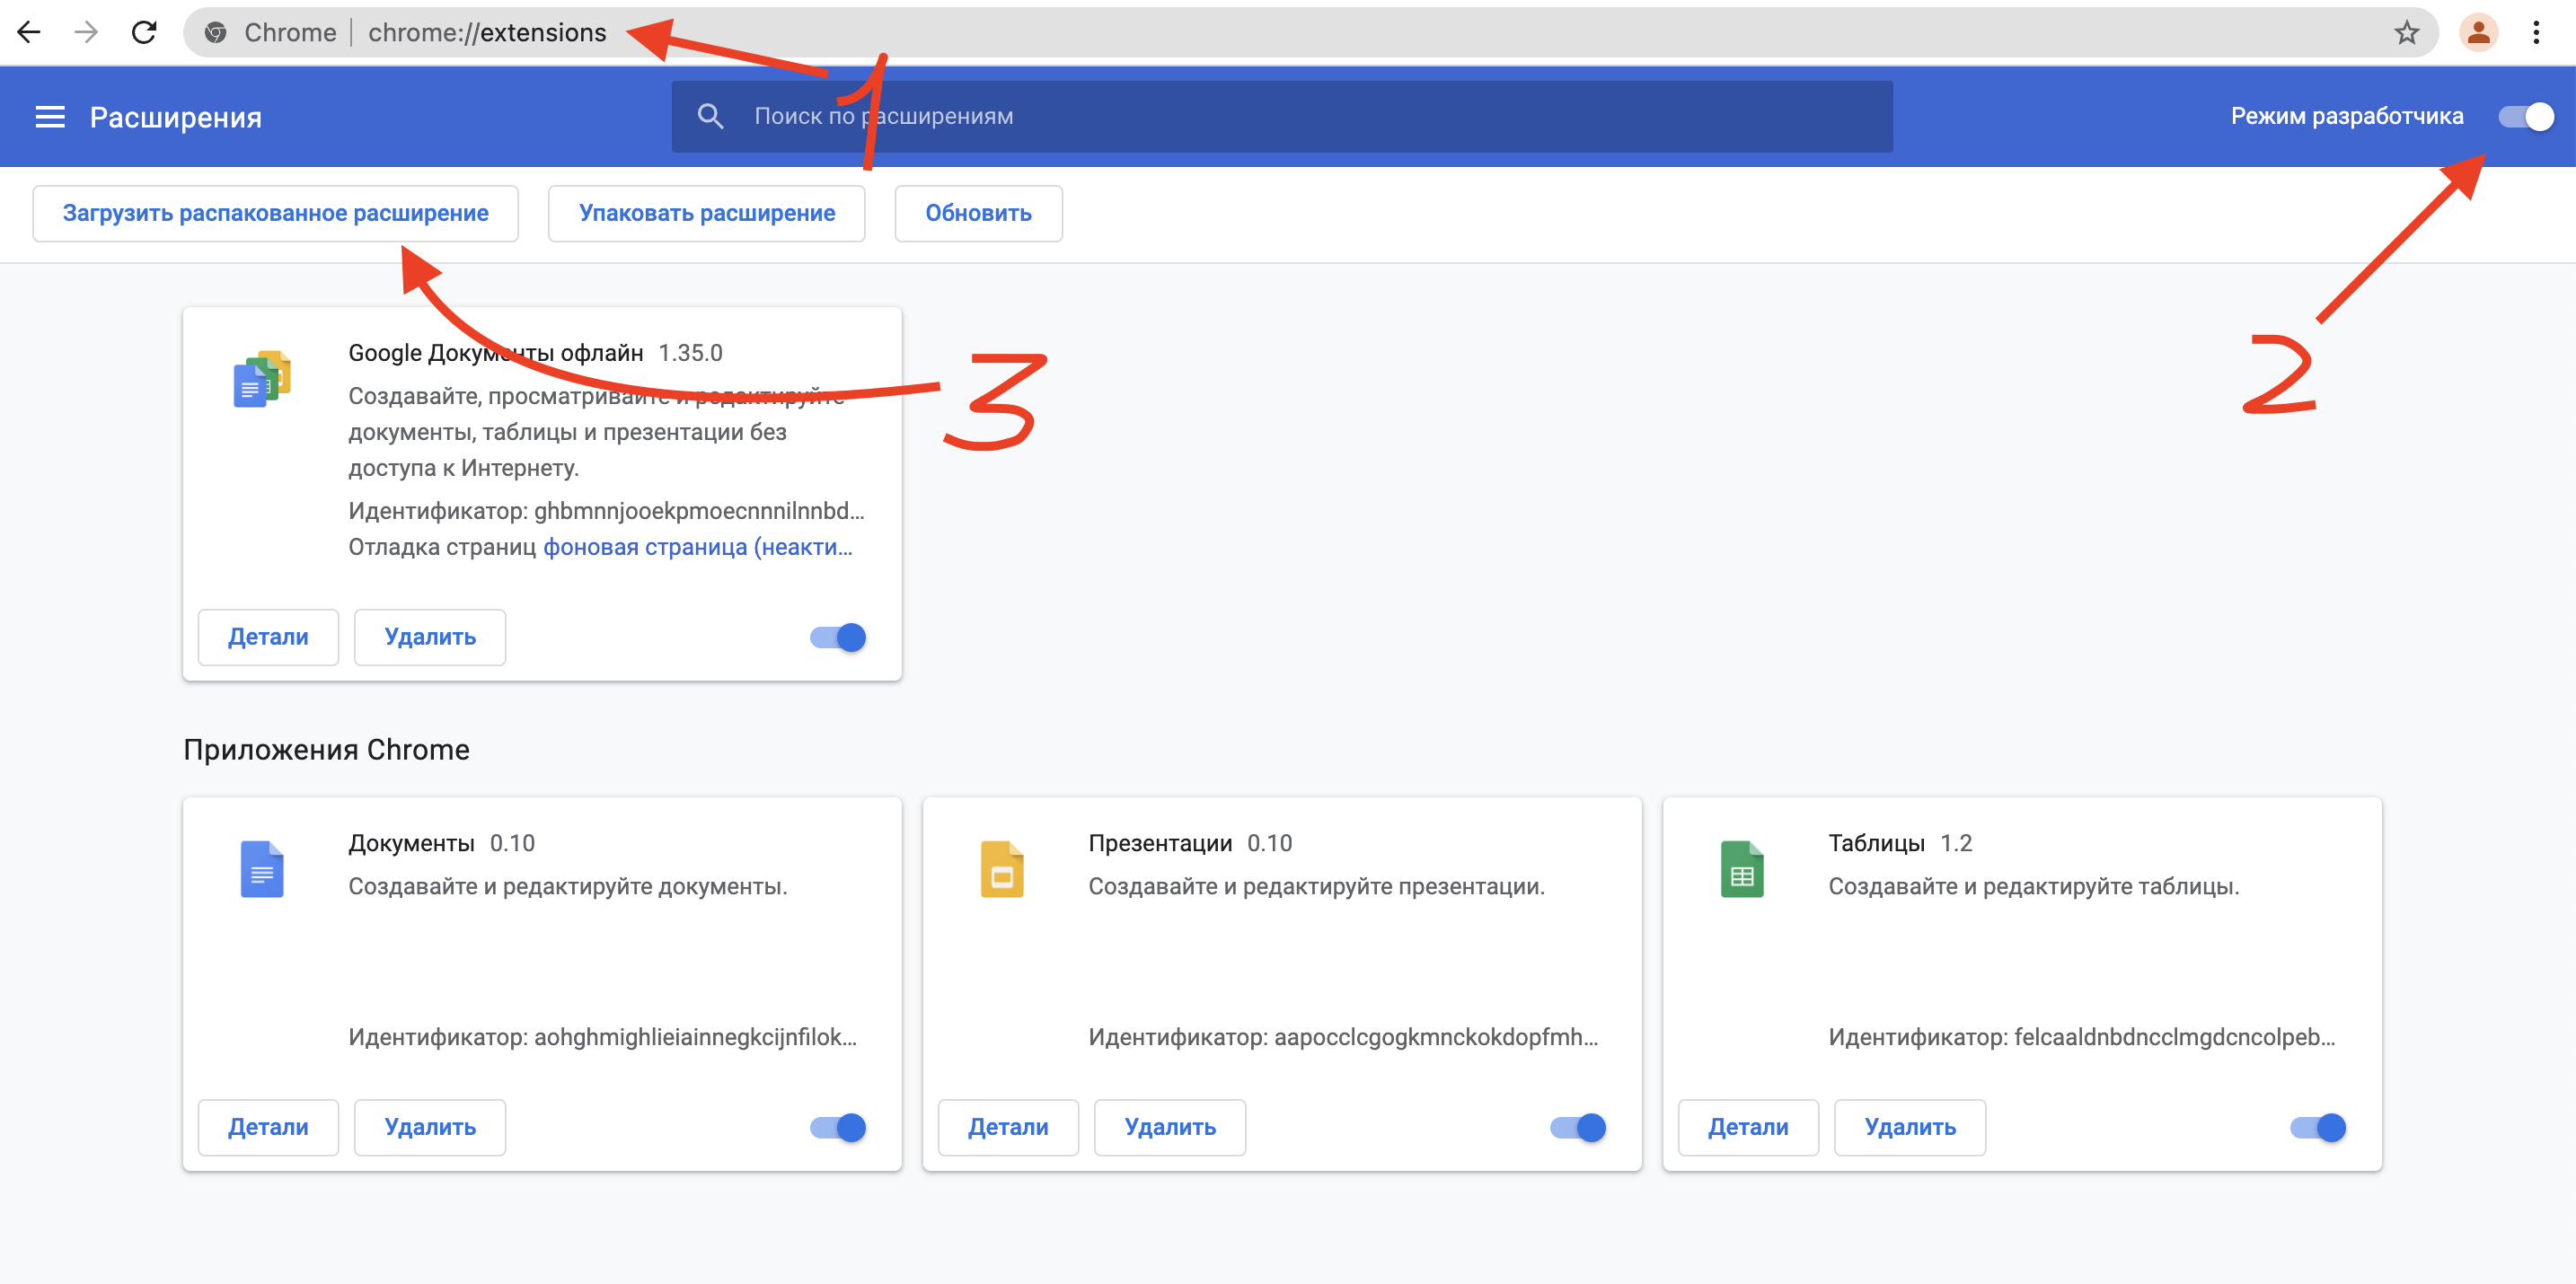 Chrome | chrome://extensions
1
Расширения
Поиск по расширениям
Режим разработчика
Загрузить распакованное расширение
Упаковать расширение
Обновить
2
3
Google Документы офлайн 1.35.0
Создавайте, просматривайте и редактируйте
документы, таблицы и презентации без
доступа к Интернету.
Идентификатор: ghbmnnjooekpmoecnnnilnnbd...
Отладка страниц фоновая страница (неакти...
Детали
Удалить
Приложения Chrome
Документы 0.10
Создавайте и редактируйте документы.
Идентификатор: aohghmighlieiainnegkcijnfilok...
Детали
Удалить
Презентации 0.10
Создавайте и редактируйте презентации.
Идентификатор: aapocclcgogkmnckokdopfmh...
Детали
Удалить
Таблицы 1.2
Создавайте и редактируйте таблицы.
Идентификатор: felcaaldnbdncclmgdcncolpeb...
Детали
Удалить